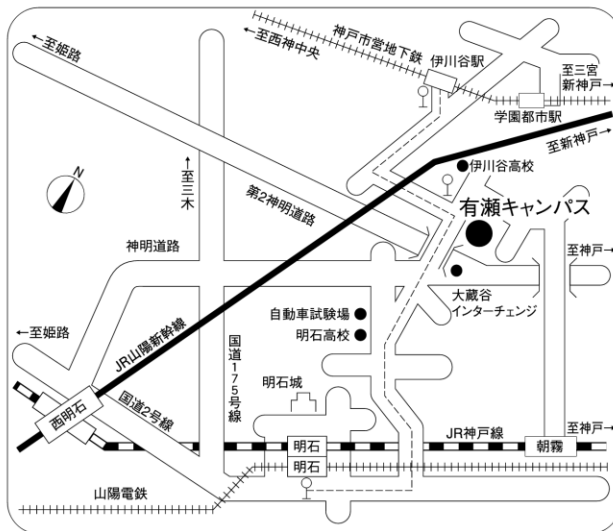 ←至姫路
←至西神中央
神戸市営地下鉄
伊川谷駅
至三宮
新神戸→
学園都市駅
至新神戸→
←至三木
N
第2神明道路
伊川谷高校
有瀬キャンパス
神明道路
至神戸→
大蔵谷
インターチェンジ
自動車試験場
明石高校
←至姫路
JR山陽新幹線
国道175号線
明石城
西明石
国道2号線
JR神戸線
至神戸→
明石
朝霧
明石
山陽電鉄